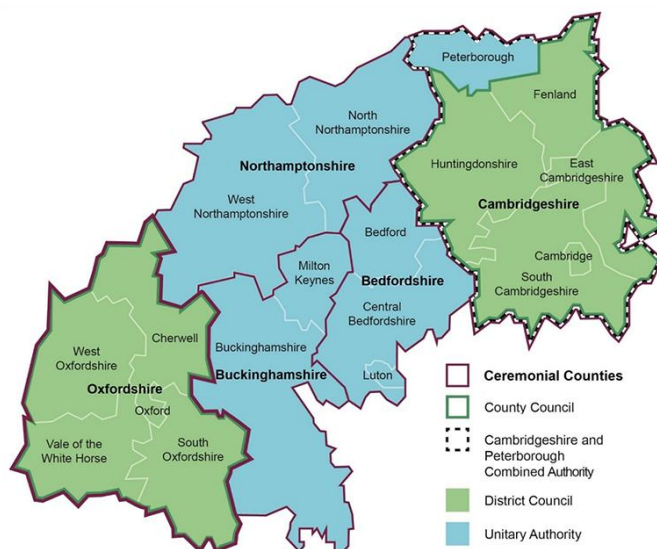 Peterborough
Fenland
North
Northamptonshire
Northamptonshire
Huntingdonshire
East
Cambridgeshire
West
Northamptonshire
Cambridgeshire
Bedford
Cambridge
Milton
Keynes
Bedfordshire
South
Cambridgeshire
Central
Bedfordshire
Cherwell
Buckinghamshire
West
Oxfordshire
Buckinghamshire
Luton
Oxfordshire
Oxford
Vale of the
White Horse
South
Oxfordshire
Ceremonial Counties
County Council
Cambridgeshire and
Peterborough
Combined Authority
District Council
Unitary Authority